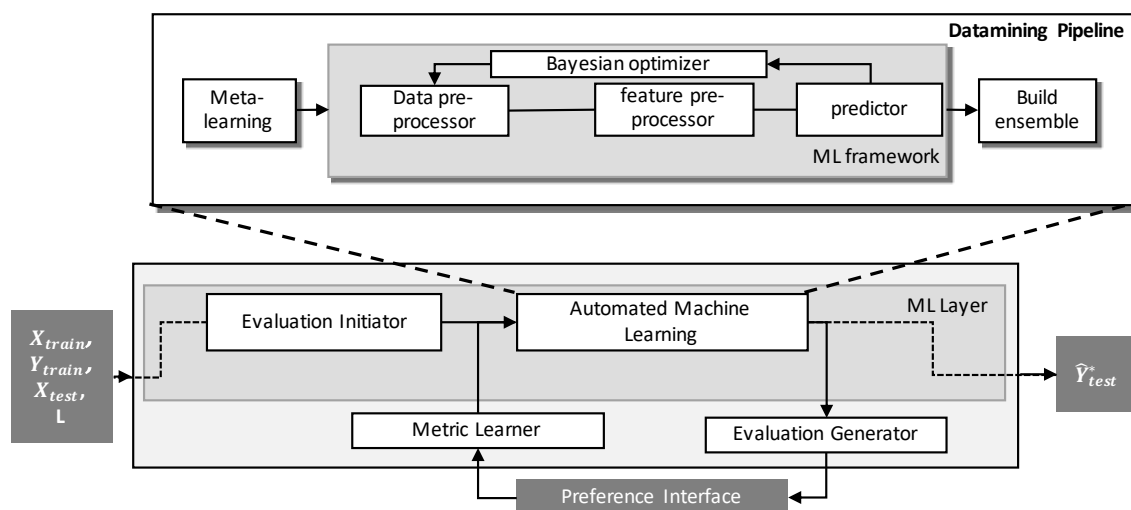 Datamining Pipeline
Bayesian optimizer
Meta-
learning
Data pre-
processor
feature pre-
processor
predictor
Build
ensemble
ML framework
ML Layer
Evaluation Initiator
Automated Machine
Learning
X_train,
Y_train,
X_test,
L
Ŷ*_test
Metric Learner
Evaluation Generator
Preference Interface